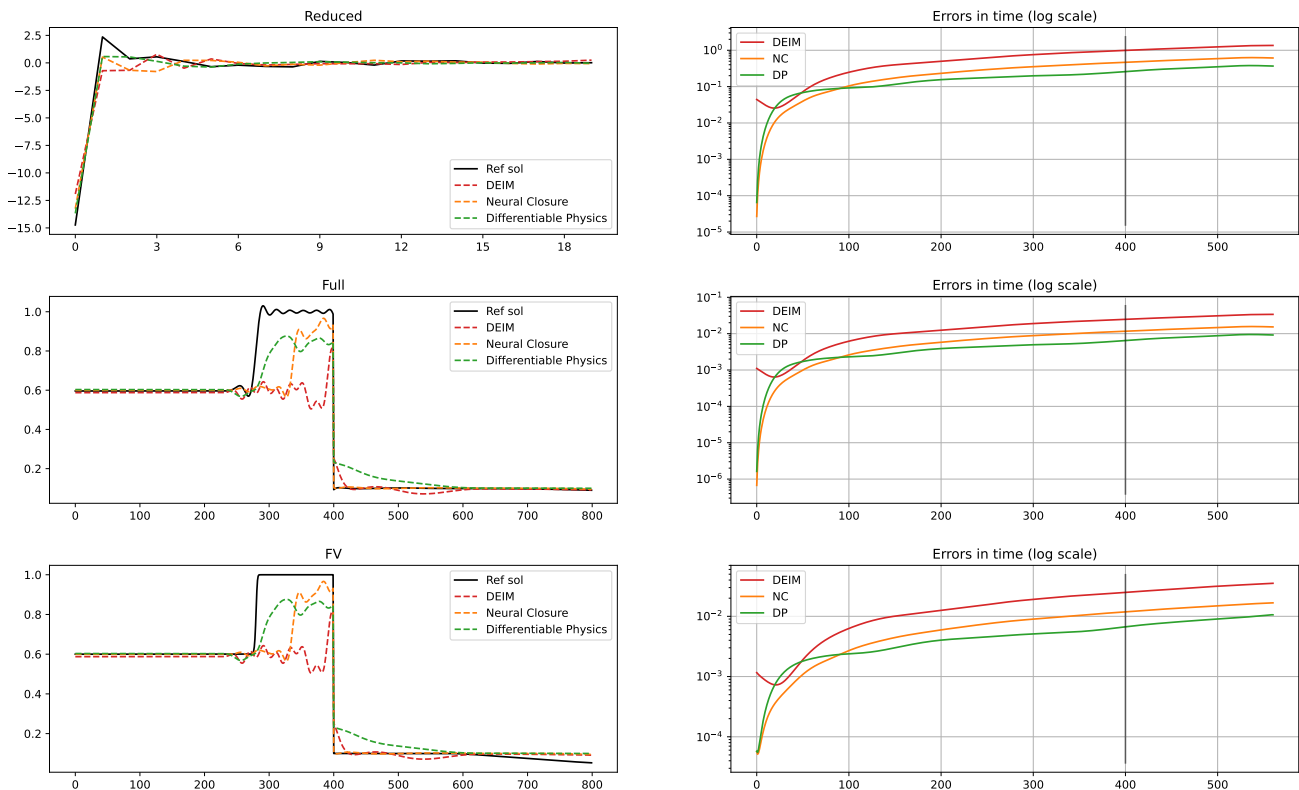 Reduced
2.5
0.0
−2.5
−5.0
−7.5
−10.0
−12.5
−15.0
0 3 6 9 12 15 18
Ref sol
DEIM
Neural Closure
Differentiable Physics
Errors in time (log scale)
10⁰
10⁻¹
10⁻²
10⁻³
10⁻⁴
10⁻⁵
0 100 200 300 400 500
DEIM
NC
DP
Full
1.0
0.8
0.6
0.4
0.2
0 100 200 300 400 500 600 700 800
Ref sol
DEIM
Neural Closure
Differentiable Physics
Errors in time (log scale)
10⁻¹
10⁻²
10⁻³
10⁻⁴
10⁻⁵
10⁻⁶
0 100 200 300 400 500
DEIM
NC
DP
FV
1.0
0.8
0.6
0.4
0.2
0 100 200 300 400 500 600 700 800
Ref sol
DEIM
Neural Closure
Differentiable Physics
Errors in time (log scale)
10⁻²
10⁻³
10⁻⁴
0 100 200 300 400 500
DEIM
NC
DP